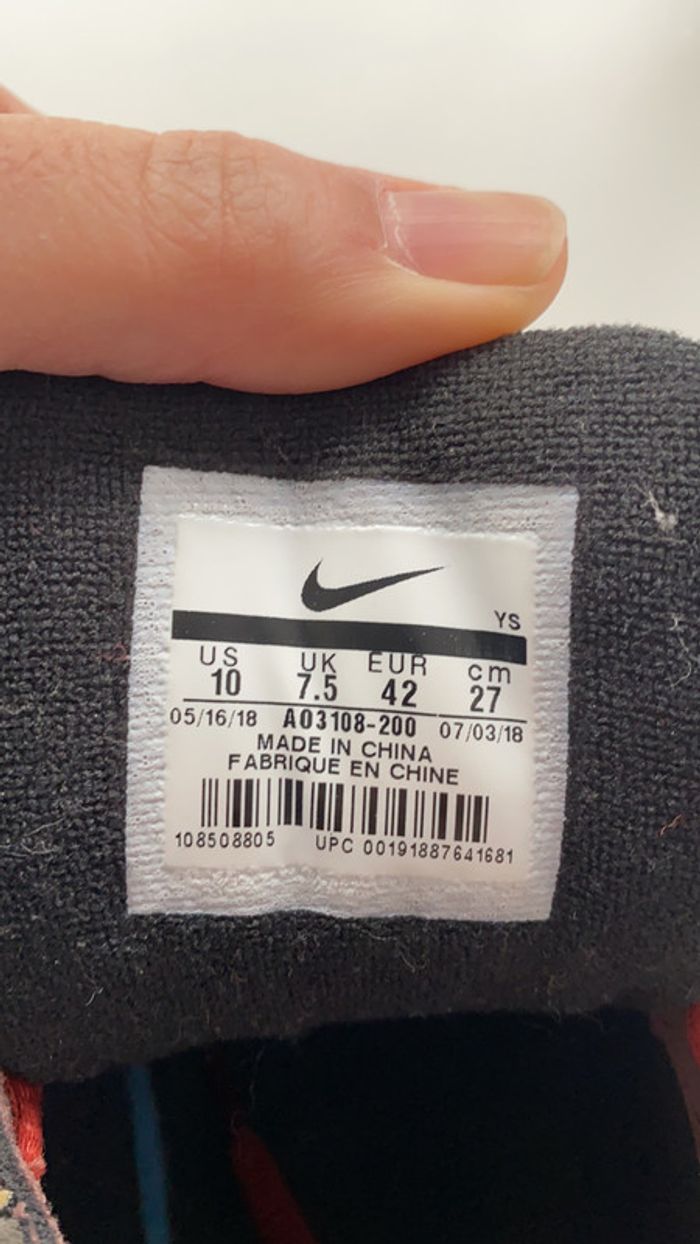 YS
US UK EUR cm
10 7.5 42 27
05/16/18 AO3108-200 07/03/18
MADE IN CHINA
FABRIQUE EN CHINE
108508805 UPC 00191887641681